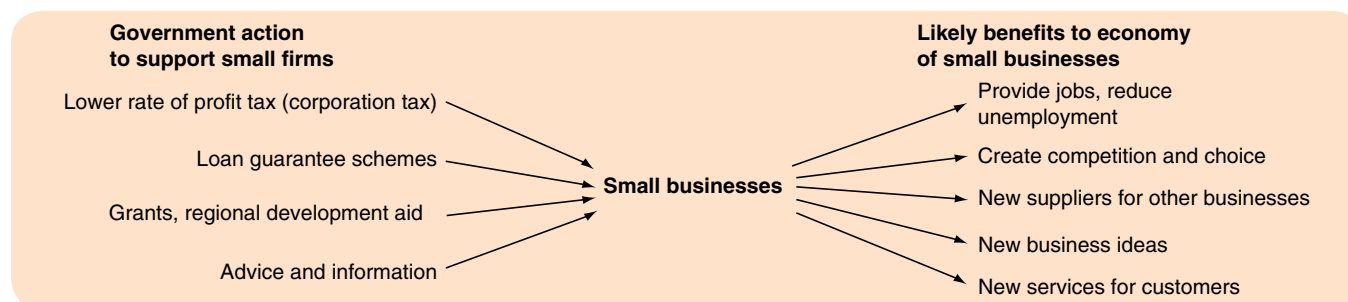 Government action
to support small firms
Lower rate of profit tax (corporation tax)
Loan guarantee schemes
Grants, regional development aid
Advice and information
Small businesses
Likely benefits to economy
of small businesses
Provide jobs, reduce
unemployment
Create competition and choice
New suppliers for other businesses
New business ideas
New services for customers